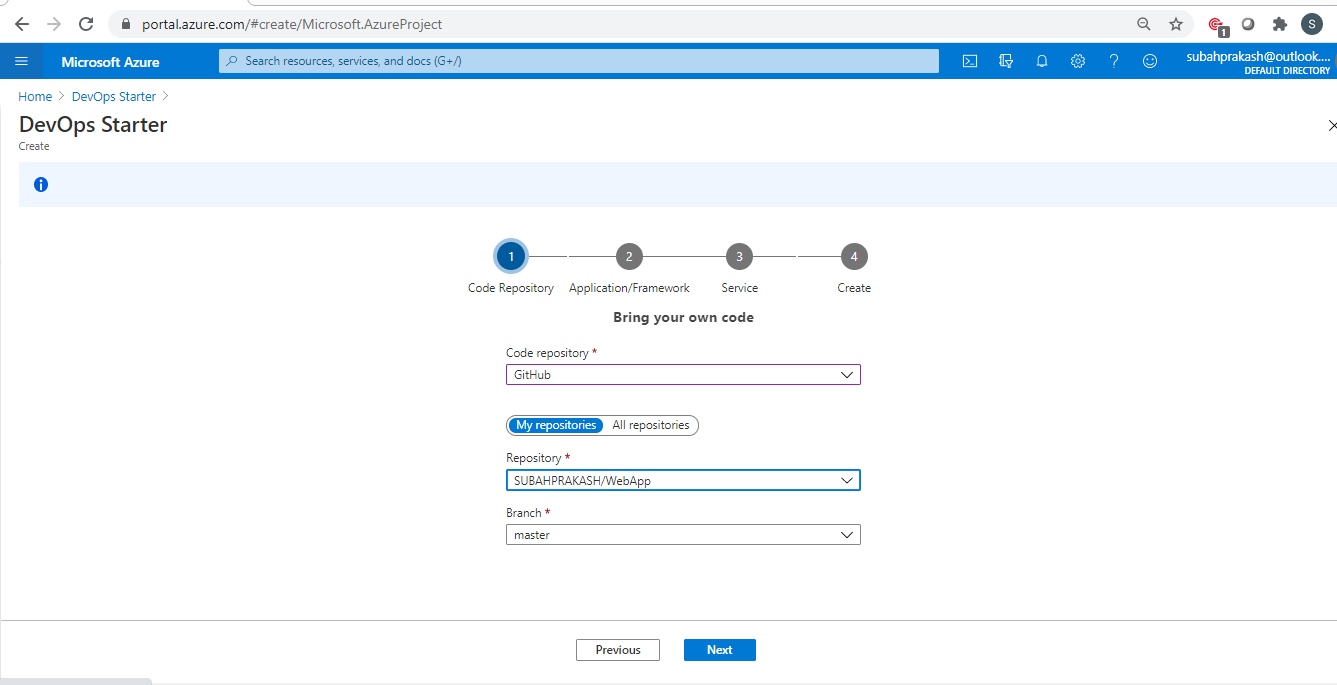 portal.azure.com/#create/Microsoft.AzureProject
1
S
Microsoft Azure
Search resources, services, and docs (G+/)
subahprakash@outlook....
DEFAULT DIRECTORY
Home > DevOps Starter >
DevOps Starter
Create
1 2 3 4
Code Repository Application/Framework Service Create
Bring your own code
Code repository *
GitHub
My repositories All repositories
Repository *
SUBAHPRAKASH/WebApp
Branch *
master
Previous Next